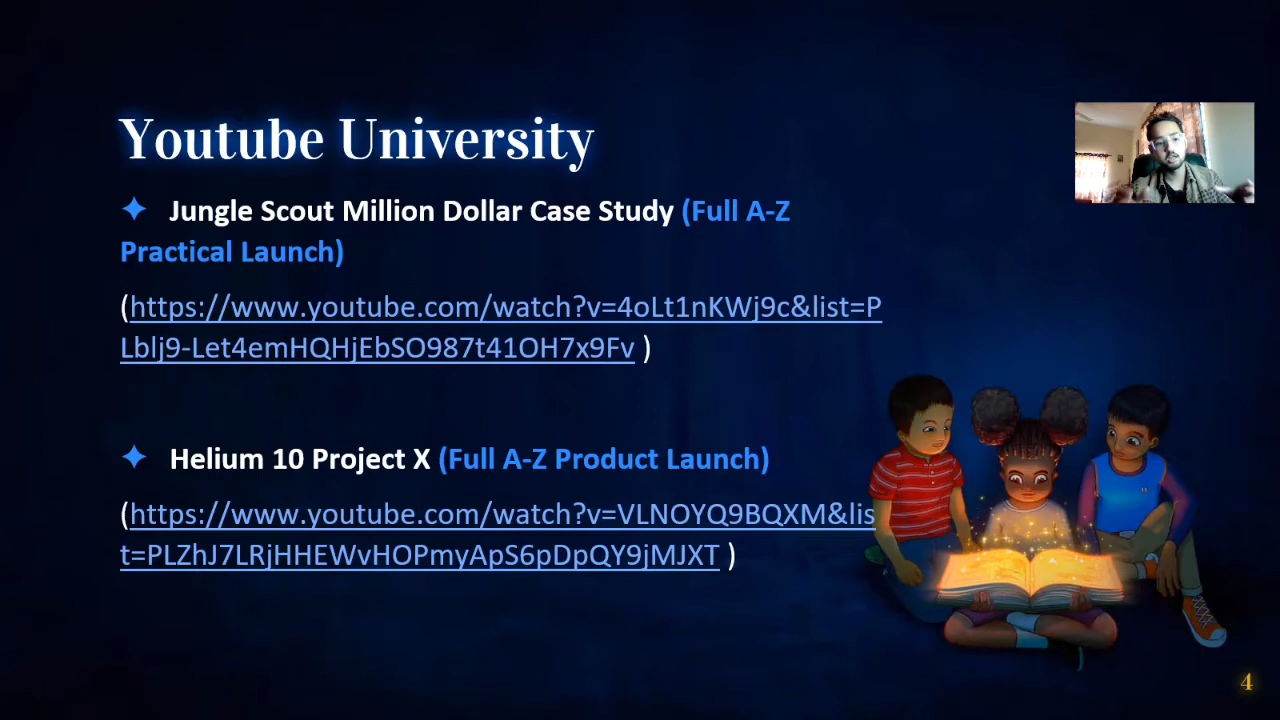 Youtube University
✦ Jungle Scout Million Dollar Case Study (Full A-Z
Practical Launch)
(https://www.youtube.com/watch?v=4oLt1nKWj9c&list=P
Lblj9-Let4emHQHjEbSO987t41OH7x9Fv )
✦ Helium 10 Project X (Full A-Z Product Launch)
(https://www.youtube.com/watch?v=VLNOYQ9BQXM&lis
t=PLZhJ7LRjHHEWvHOPmyApS6pDpQY9jMJXT )
4